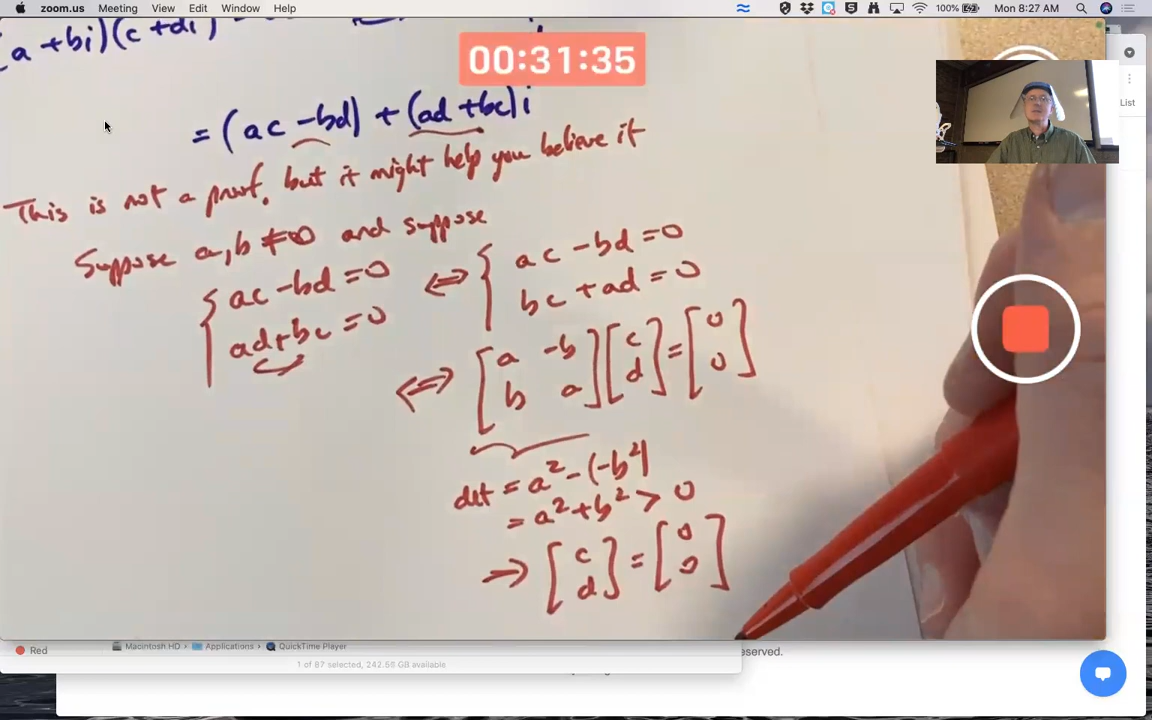 zoom.us Meeting View Edit Window Help 100% Mon 8:27 AM
(a+bi)(c+di)
00:31:35
= (ac -bd) + (ad +bc)i
This is not a proof, but it might help you believe it
Suppose a,b ≠0 and suppose
{ ac -bd =0 ⇔ { ac -bd =0
ad+bc =0 bc +ad =0
⇔ [a -b b a][c d]=[0 0]
det = a²-(-b²)
= a²+b² > 0
→ [c d]=[0 0]
List
Red
Macintosh HD › Applications › QuickTime Player
1 of 87 selected, 242.58 GB available
eserved.